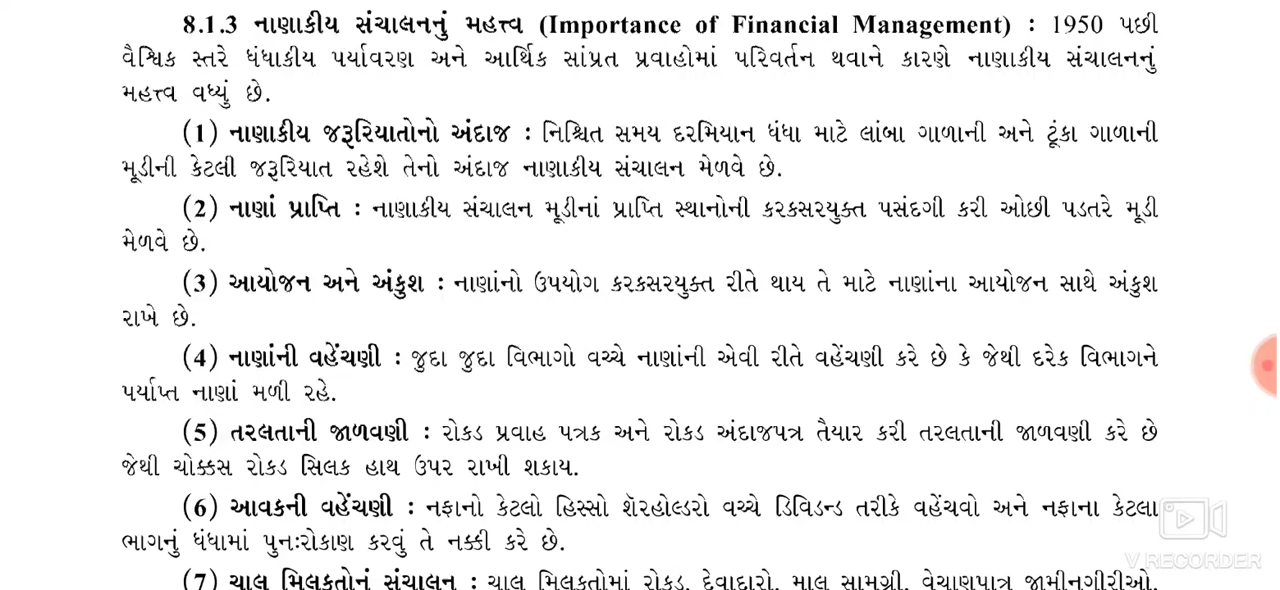 8.1.3 નાણાકીય સંચાલનનું મહત્ત્વ (Importance of Financial Management) : 1950 પછી
વૈશ્વિક સ્તરે ધંધાકીય પર્યાવરણ અને આર્થિક સાંપ્રત પ્રવાહોમાં પરિવર્તન થવાને કારણે નાણાકીય સંચાલનનું
મહત્ત્વ વધ્યું છે.
(1) નાણાકીય જરૂરિયાતોનો અંદાજ : નિશ્ચિત સમય દરમિયાન ધંધા માટે લાંબા ગાળાની અને ટૂંકા ગાળાની
મૂડીની કેટલી જરૂરિયાત રહેશે તેનો અંદાજ નાણાકીય સંચાલન મેળવે છે.
(2) નાણાં પ્રાપ્તિ : નાણાકીય સંચાલન મૂડીનાં પ્રાપ્તિ સ્થાનોની કરકસરયુક્ત પસંદગી કરી ઓછી પડતરે મૂડી
મેળવે છે.
(3) આયોજન અને અંકુશ : નાણાંનો ઉપયોગ કરકસરયુક્ત રીતે થાય તે માટે નાણાંના આયોજન સાથે અંકુશ
રાખે છે.
(4) નાણાંની વહેંચણી : જુદા જુદા વિભાગો વચ્ચે નાણાંની એવી રીતે વહેંચણી કરે છે કે જેથી દરેક વિભાગને
પર્યાપ્ત નાણાં મળી રહે.
(5) તરલતાની જાળવણી : રોકડ પ્રવાહ પત્રક અને રોકડ અંદાજપત્ર તૈયાર કરી તરલતાની જાળવણી કરે છે
જેથી ચોક્કસ રોકડ સિલક હાથ ઉપર રાખી શકાય.
(6) આવકની વહેંચણી : નફાનો કેટલો હિસ્સો શૅરહોલ્ડરો વચ્ચે ડિવિડન્ડ તરીકે વહેંચવો અને નફાના કેટલા
ભાગનું ધંધામાં પુનઃરોકાણ કરવું તે નક્કી કરે છે.
(7) ચાલુ મિલકતોનું સંચાલન : ચાલુ મિલકતોમાં રોકડ, દેવાદારો, માલ સામગ્રી, વેચાણપાત્ર જામીનગીરીઓ,
V RECORDER